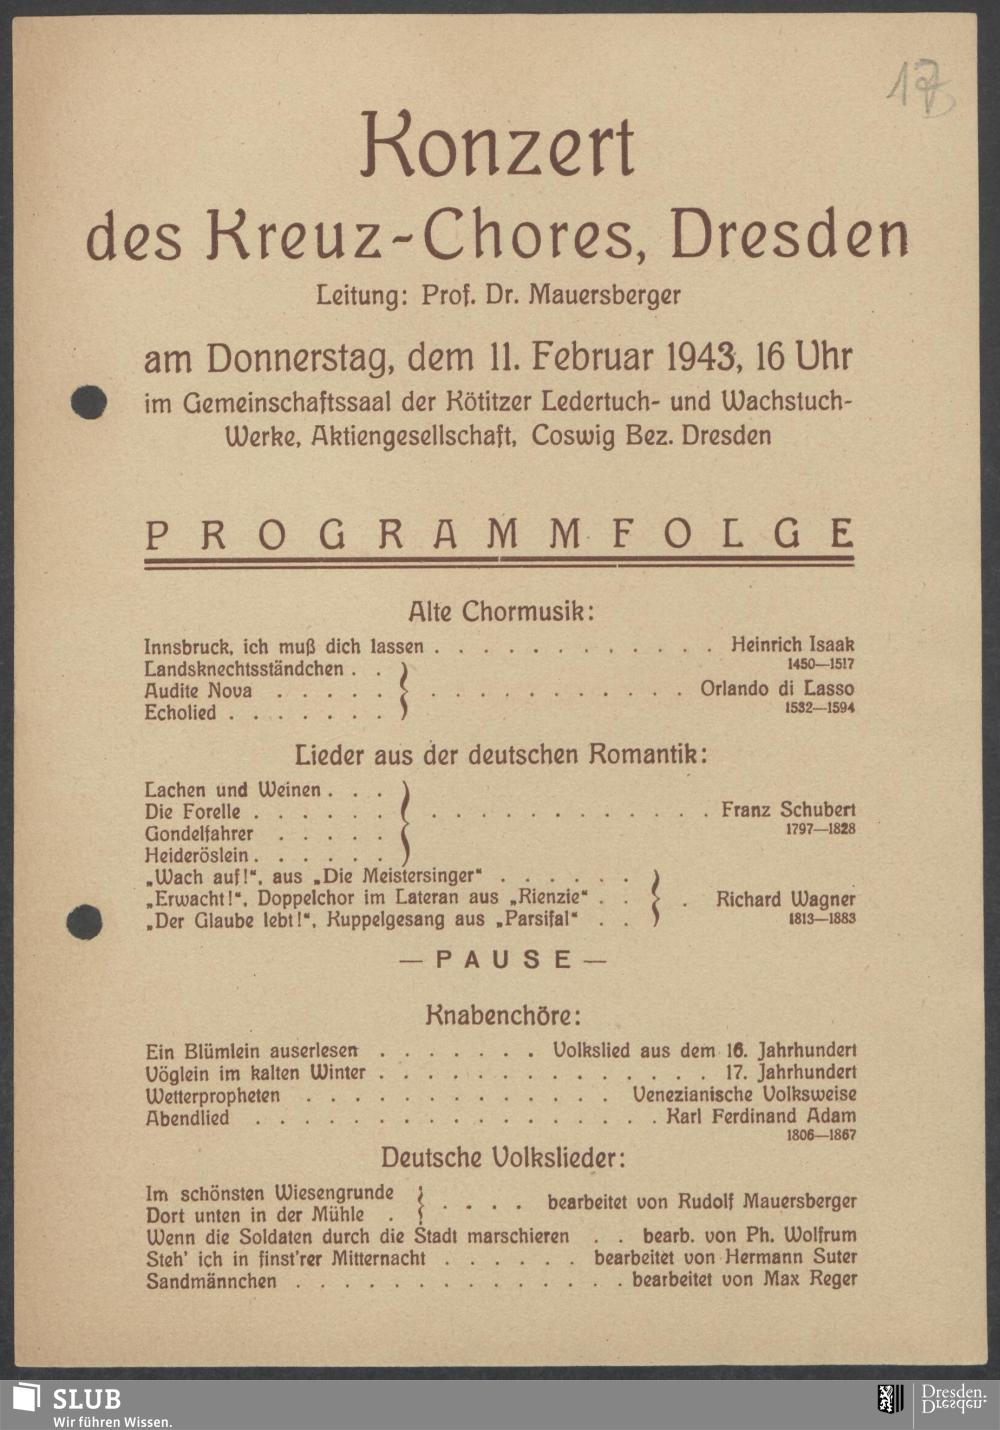 17
Konzert
des Kreuz-Chores, Dresden
Leitung: Prof. Dr. Mauersberger
am Donnerstag, dem 11. Februar 1943, 16 Uhr
im Gemeinschaftssaal der Kötitzer Ledertuch- und Wachstuch-
Werke, Aktiengesellschaft, Coswig Bez. Dresden
PROGRAMMFOLGE
Alte Chormusik:
Innsbruck, ich muß dich lassen . . . . . . . . . . . . . Heinrich Isaak
1450—1517
Landsknechtsständchen . .
Audite Nova . . . . . } . . . . . . . . . . . . Orlando di Lasso
1532—1594
Echolied . . . . . . .
Lieder aus der deutschen Romantik:
Lachen und Weinen . . .
Die Forelle . . . . . . } . . . . . . . . . . . . Franz Schubert
1797—1828
Gondelfahrer . . . . .
Heideröslein . . . . . .
„Wach auf!“, aus „Die Meistersinger“ . . . . . .
„Erwacht!“, Doppelchor im Lateran aus „Rienzie“ . . } . Richard Wagner
1813—1883
„Der Glaube lebt!“, Kuppelgesang aus „Parsifal“ . .
— PAUSE —
Knabenchöre:
Ein Blümlein auserlesen . . . . . . . Volkslied aus dem 16. Jahrhundert
Vöglein im kalten Winter . . . . . . . . . . . . . . . 17. Jahrhundert
Wetterpropheten . . . . . . . . . . . . Venezianische Volksweise
Abendlied . . . . . . . . . . . . . . . . . Karl Ferdinand Adam
1806—1867
Deutsche Volkslieder:
Im schönsten Wiesengrunde } . . . . bearbeitet von Rudolf Mauersberger
Dort unten in der Mühle .
Wenn die Soldaten durch die Stadt marschieren . . bearb. von Ph. Wolfrum
Steh' ich in finst'rer Mitternacht . . . . . . bearbeitet von Hermann Suter
Sandmännchen . . . . . . . . . . . . . . bearbeitet von Max Reger
SLUB
Wir führen Wissen.
Dresden.
Dresden.